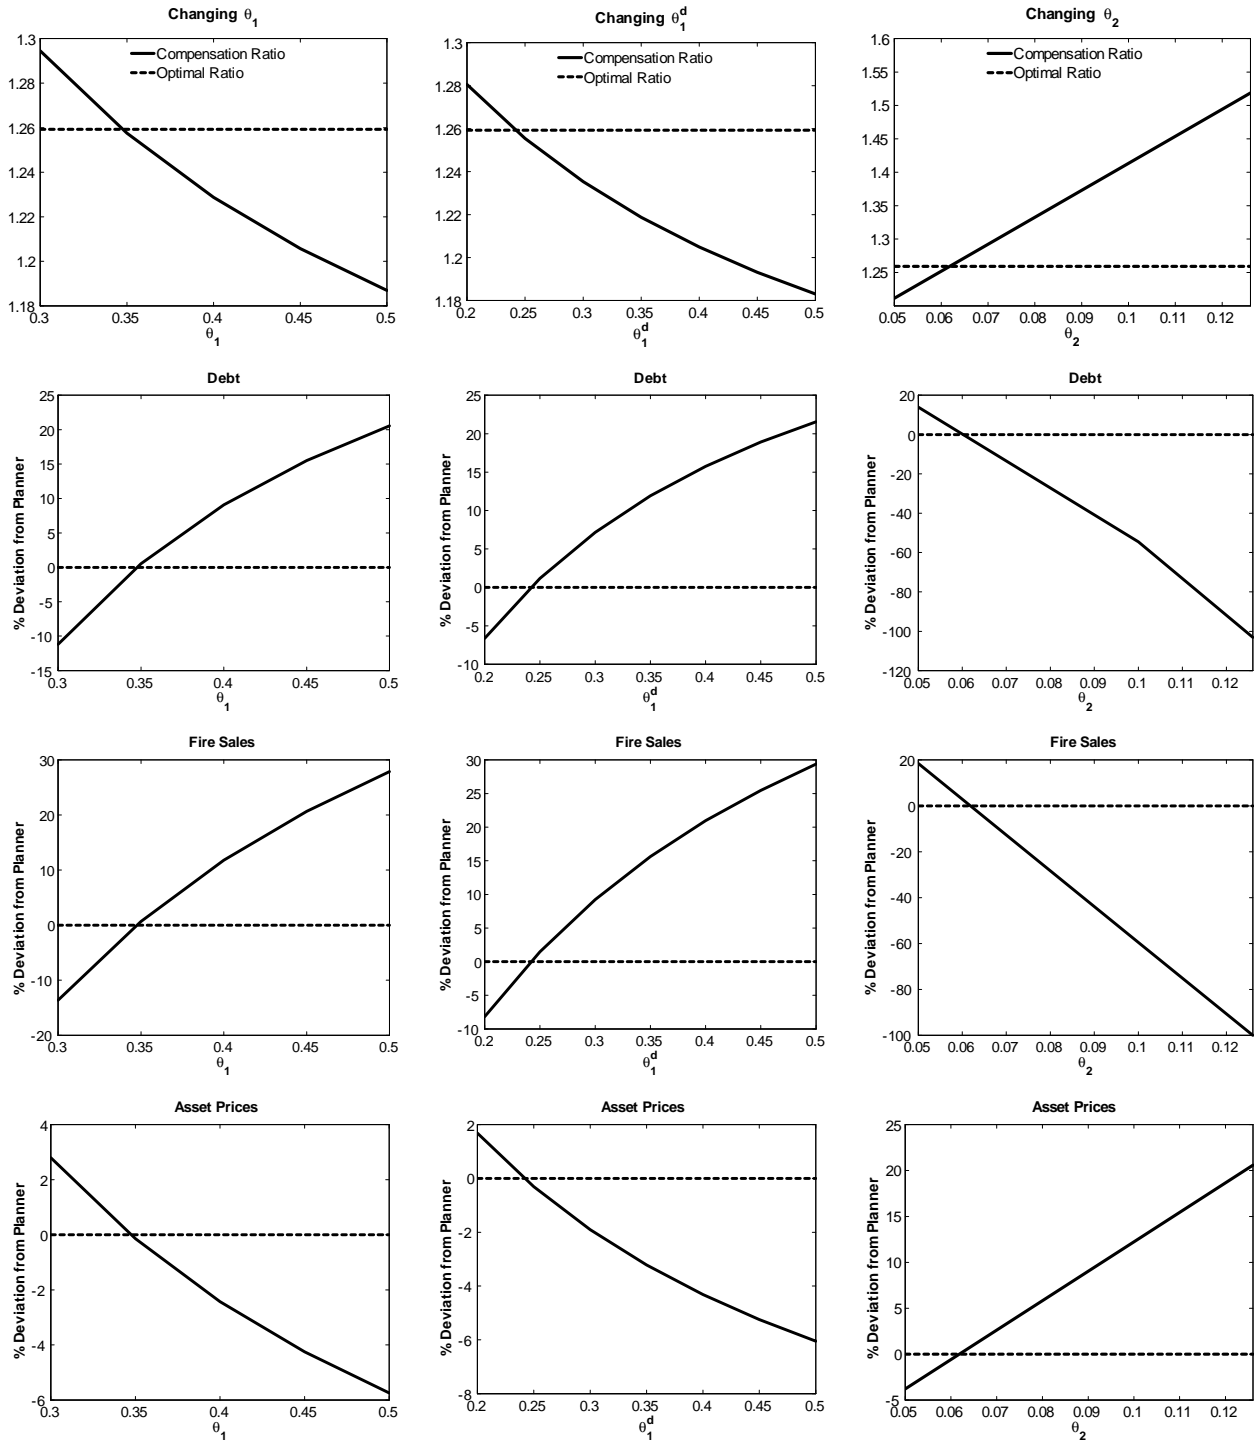 Changing θ1
1.3
1.28
1.26
1.24
1.22
1.2
1.18
Compensation Ratio
Optimal Ratio
0.3 0.35 0.4 0.45 0.5
θ1
Changing θ1^d
1.3
1.28
1.26
1.24
1.22
1.2
1.18
Compensation Ratio
Optimal Ratio
0.2 0.25 0.3 0.35 0.4 0.45 0.5
θ1^d
Changing θ2
1.6
1.55
1.5
1.45
1.4
1.35
1.3
1.25
Compensation Ratio
Optimal Ratio
0.05 0.06 0.07 0.08 0.09 0.1 0.11 0.12
θ2
Debt
% Deviation from Planner
25
20
15
10
5
0
-5
-10
-15
0.3 0.35 0.4 0.45 0.5
θ1
Debt
% Deviation from Planner
25
20
15
10
5
0
-5
-10
0.2 0.25 0.3 0.35 0.4 0.45 0.5
θ1^d
Debt
% Deviation from Planner
20
0
-20
-40
-60
-80
-100
-120
0.05 0.06 0.07 0.08 0.09 0.1 0.11 0.12
θ2
Fire Sales
% Deviation from Planner
30
20
10
0
-10
-20
0.3 0.35 0.4 0.45 0.5
θ1
Fire Sales
% Deviation from Planner
30
25
20
15
10
5
0
-5
-10
0.2 0.25 0.3 0.35 0.4 0.45 0.5
θ1^d
Fire Sales
% Deviation from Planner
20
0
-20
-40
-60
-80
-100
0.05 0.06 0.07 0.08 0.09 0.1 0.11 0.12
θ2
Asset Prices
% Deviation from Planner
4
2
0
-2
-4
-6
0.3 0.35 0.4 0.45 0.5
θ1
Asset Prices
% Deviation from Planner
2
0
-2
-4
-6
-8
0.2 0.25 0.3 0.35 0.4 0.45 0.5
θ1^d
Asset Prices
% Deviation from Planner
25
20
15
10
5
0
-5
0.05 0.06 0.07 0.08 0.09 0.1 0.11 0.12
θ2